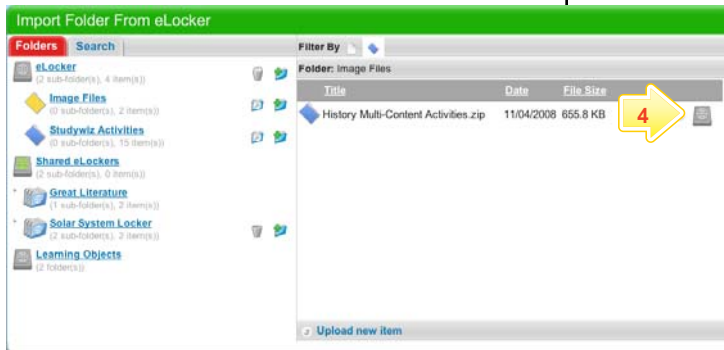 Import Folder From eLocker
Folders Search
eLocker
(2 sub-folder(s), 4 item(s))
Image Files
(0 sub-folder(s), 2 item(s))
Studywiz Activities
(0 sub-folder(s), 15 item(s))
Shared eLockers
(2 sub-folder(s), 0 item(s))
Great Literature
(1 sub-folder(s), 2 item(s))
Solar System Locker
(2 sub-folder(s), 2 item(s))
Learning Objects
(2 folder(s))
Filter By
Folder: Image Files
Title Date File Size
History Multi-Content Activities.zip 11/04/2008 655.8 KB
4
Upload new item